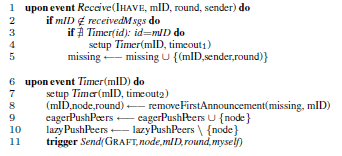 1 upon event Receive(IHAVE, mID, round, sender) do
2 if mID ∉ receivedMsgs do
3 if ∄ Timer(id): id=mID do
4 setup Timer(mID, timeout₁)
5 missing ⟵ missing ∪ {(mID,sender,round)}
6 upon event Timer(mID) do
7 setup Timer(mID, timeout₂)
8 (mID,node,round) ⟵ removeFirstAnnouncement(missing, mID)
9 eagerPushPeers ⟵ eagerPushPeers ∪ {node}
10 lazyPushPeers ⟵ lazyPushPeers \ {node}
11 trigger Send(GRAFT,node,mID,round,myself)